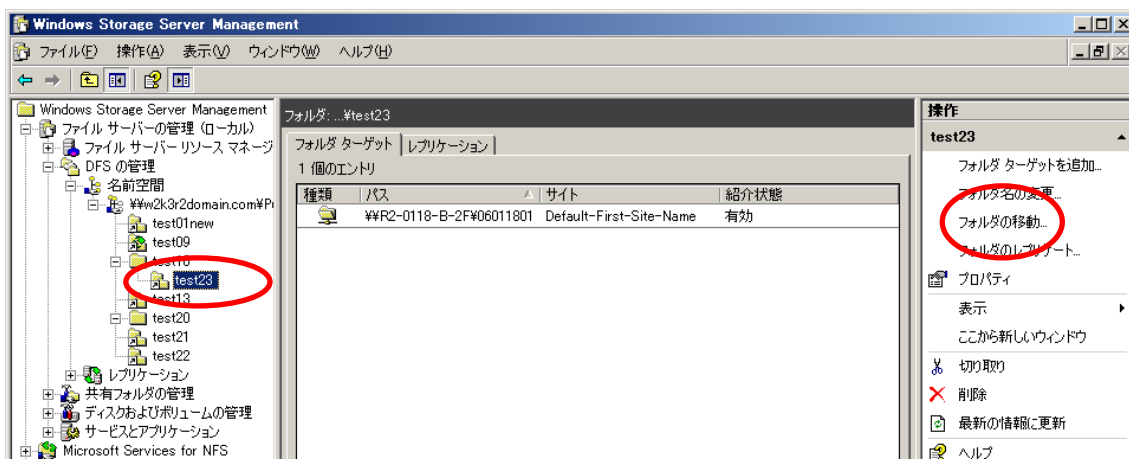 Windows Storage Server Management
ファイル(F) 操作(A) 表示(V) ウィンドウ(W) ヘルプ(H)
Windows Storage Server Management
ファイル サーバーの管理 (ローカル)
ファイル サーバー リソース マネージ
DFS の管理
名前空間
¥¥w2k3r2domain.com¥P
test01new
test09
test23
test13
test20
test21
test22
レプリケーション
共有フォルダの管理
ディスクおよびボリュームの管理
サービスとアプリケーション
Microsoft Services for NFS
フォルダ: ...¥test23
フォルダ ターゲット レプリケーション
1 個のエントリ
種類 パス サイト 紹介状態
¥¥R2-0118-B-2F¥06011801 Default-First-Site-Name 有効
操作
test23
フォルダ ターゲットを追加...
フォルダ名の変更...
フォルダの移動...
フォルダのレプリケート...
プロパティ
表示
ここから新しいウィンドウ
切り取り
削除
最新の情報に更新
ヘルプ